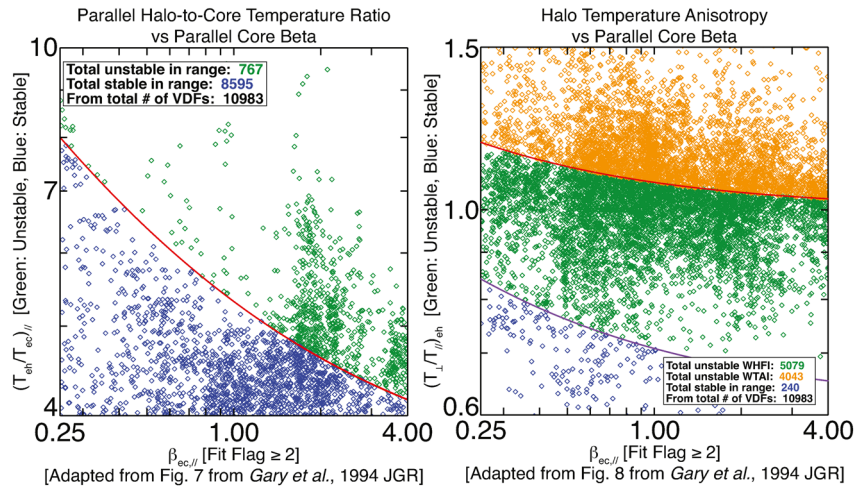 Parallel Halo-to-Core Temperature Ratio
vs Parallel Core Beta
(Teh/Tec)// [Green: Unstable, Blue: Stable]
10
7
4
Total unstable in range: 767
Total stable in range: 8595
From total # of VDFs: 10983
0.25
1.00
4.00
βec,// [Fit Flag ≥ 2]
[Adapted from Fig. 7 from Gary et al., 1994 JGR]
Halo Temperature Anisotropy
vs Parallel Core Beta
(T⊥/T//)eh [Green: Unstable, Blue: Stable]
1.5
1.0
0.6
Total unstable WHFI: 5079
Total unstable WTAI: 4043
Total stable in range: 240
From total # of VDFs: 10983
0.25
1.00
4.00
βec,// [Fit Flag ≥ 2]
[Adapted from Fig. 8 from Gary et al., 1994 JGR]